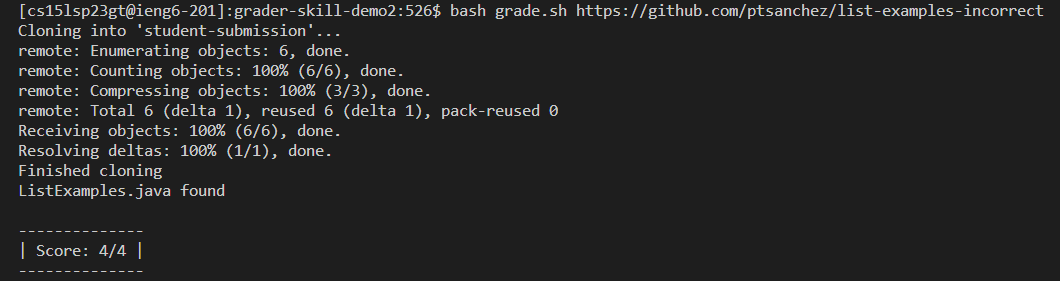 [cs15lsp23gt@ieng6-201]:grader-skill-demo2:526$ bash grade.sh https://github.com/ptsanchez/list-examples-incorrect
Cloning into 'student-submission'...
remote: Enumerating objects: 6, done.
remote: Counting objects: 100% (6/6), done.
remote: Compressing objects: 100% (3/3), done.
remote: Total 6 (delta 1), reused 6 (delta 1), pack-reused 0
Receiving objects: 100% (6/6), done.
Resolving deltas: 100% (1/1), done.
Finished cloning
ListExamples.java found
--------------
| Score: 4/4 |
--------------